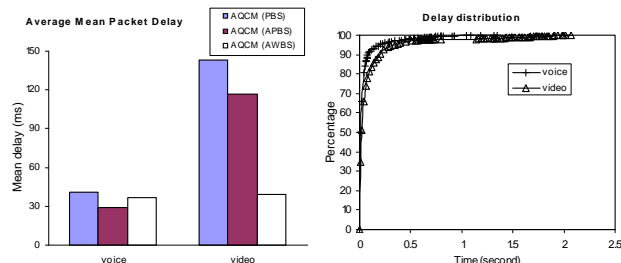 Average Mean Packet Delay
AQCM (PBS)
AQCM (APBS)
AQCM (AWBS)
Mean delay (ms)
150
120
90
60
30
0
voice
video
Delay distribution
Percentage
100
90
80
70
60
50
40
30
20
10
0
voice
video
0
0.5
1
1.5
2
2.5
Time (second)